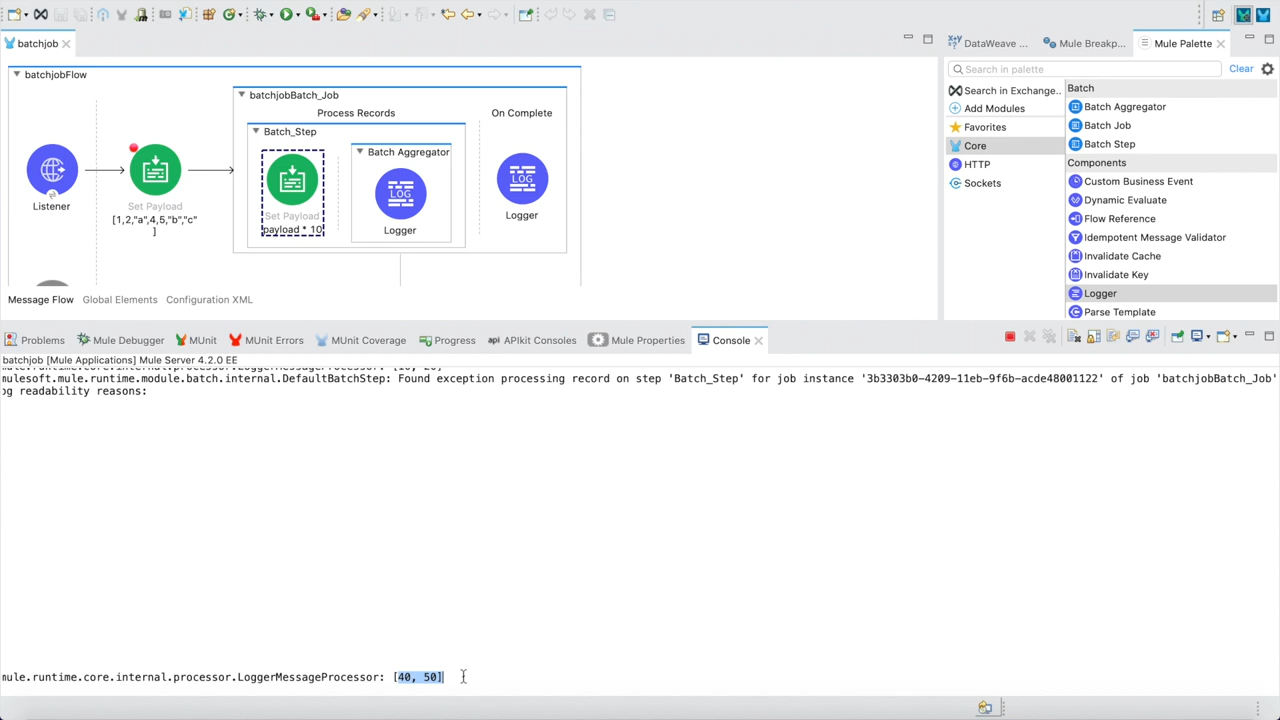 batchjob
DataWeave ...
Mule Breakp...
Mule Palette
batchjobFlow
Search in palette
Clear
batchjobBatch_Job
Search in Exchange..
Batch
Process Records
On Complete
Add Modules
Batch Aggregator
Batch_Step
Favorites
Batch Job
Batch Aggregator
Core
Batch Step
HTTP
Components
LOG
LOG
Sockets
Custom Business Event
Listener
Set Payload
[1,2,"a",4,5,"b","c"
]
Set Payload
payload * 10
Logger
Logger
Dynamic Evaluate
Flow Reference
Idempotent Message Validator
Invalidate Cache
Invalidate Key
Logger
Parse Template
Message Flow
Global Elements
Configuration XML
Problems
Mule Debugger
MUnit
MUnit Errors
MUnit Coverage
Progress
api APIkit Consoles
Mule Properties
Console
batchjob [Mule Applications] Mule Server 4.2.0 EE
mulesoft.mule.runtime.module.batch.internal.DefaultBatchStep: Found exception processing record on step 'Batch_Step' for job instance '3b3303b0-4209-11eb-9f6b-acde48001122' of job 'batchjobBatch_Job'
og readability reasons:
mule.runtime.core.internal.processor.LoggerMessageProcessor: [40, 50]